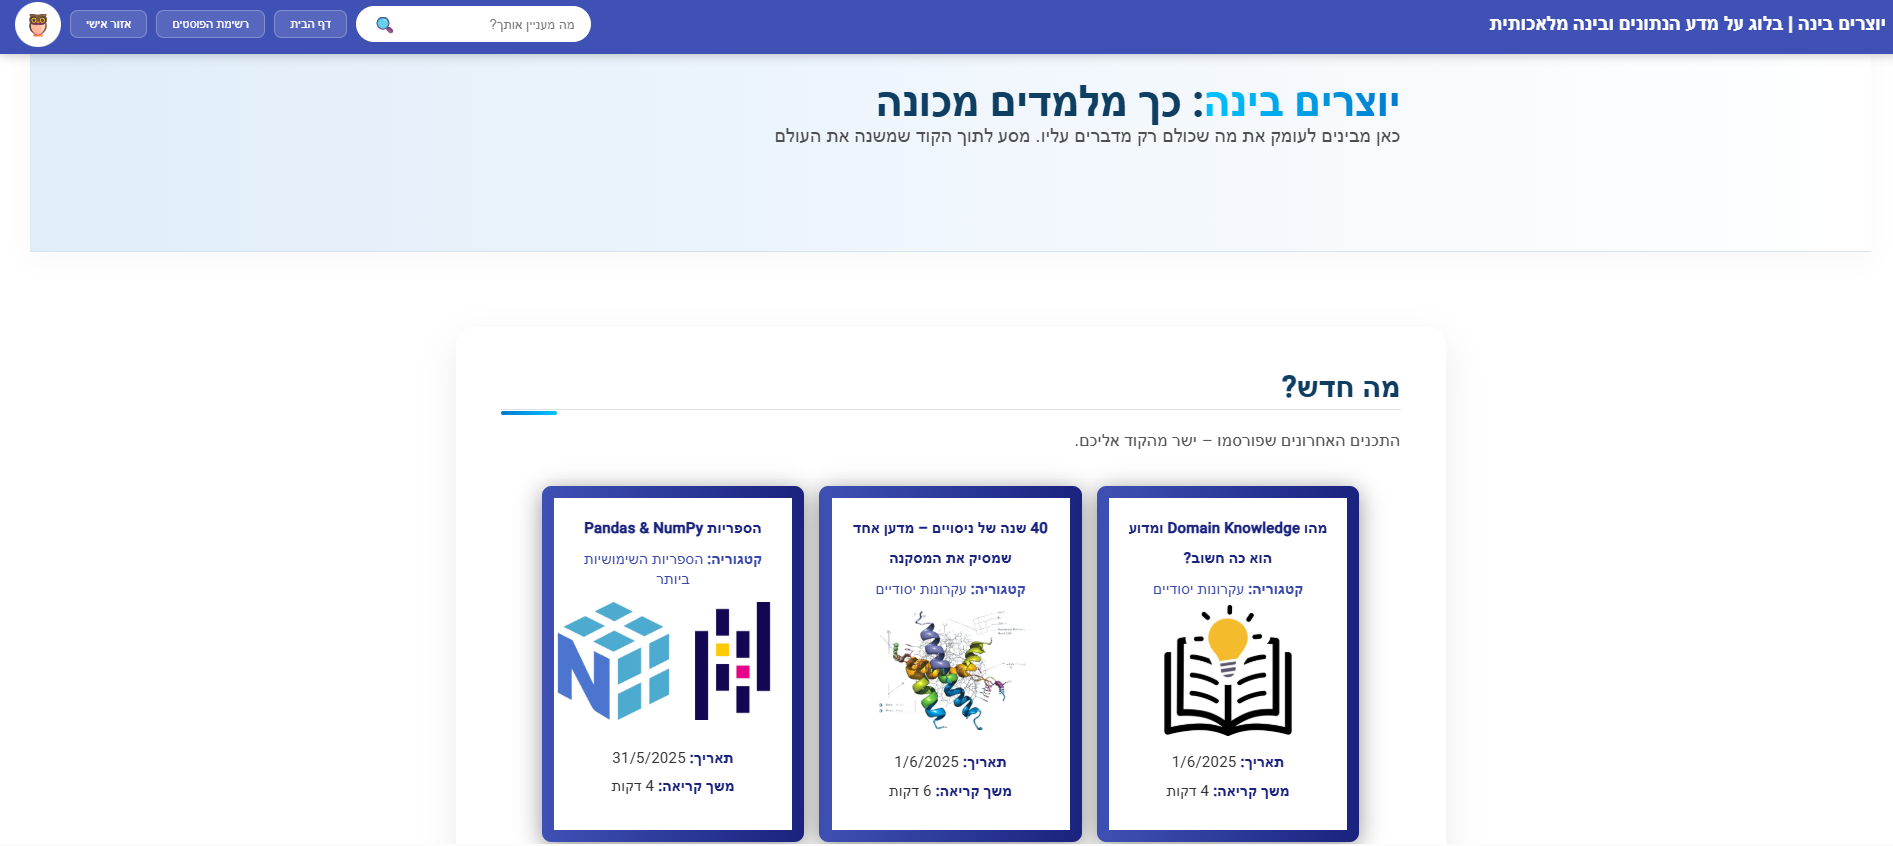 יוצרים בינה | בלוג על מדע הנתונים ובינה מלאכותית
מה מעניין אותך?
דף הבית
רשימת הפוסטים
אזור אישי
יוצרים בינה: כך מלמדים מכונה
כאן מבינים לעומק את מה שכולם רק מדברים עליו. מסע לתוך הקוד שמשנה את העולם
מה חדש?
התכנים האחרונים שפורסמו – ישר מהקוד אליכם.
מהו Domain Knowledge ומדוע
הוא כה חשוב?
קטגוריה: עקרונות יסודיים
תאריך: 1/6/2025
משך קריאה: 4 דקות
40 שנה של ניסויים – מדען אחד
שמסיק את המסקנה
קטגוריה: עקרונות יסודיים
תאריך: 1/6/2025
משך קריאה: 6 דקות
הספריות Pandas & NumPy
קטגוריה: הספריות השימושיות
ביותר
תאריך: 31/5/2025
משך קריאה: 4 דקות